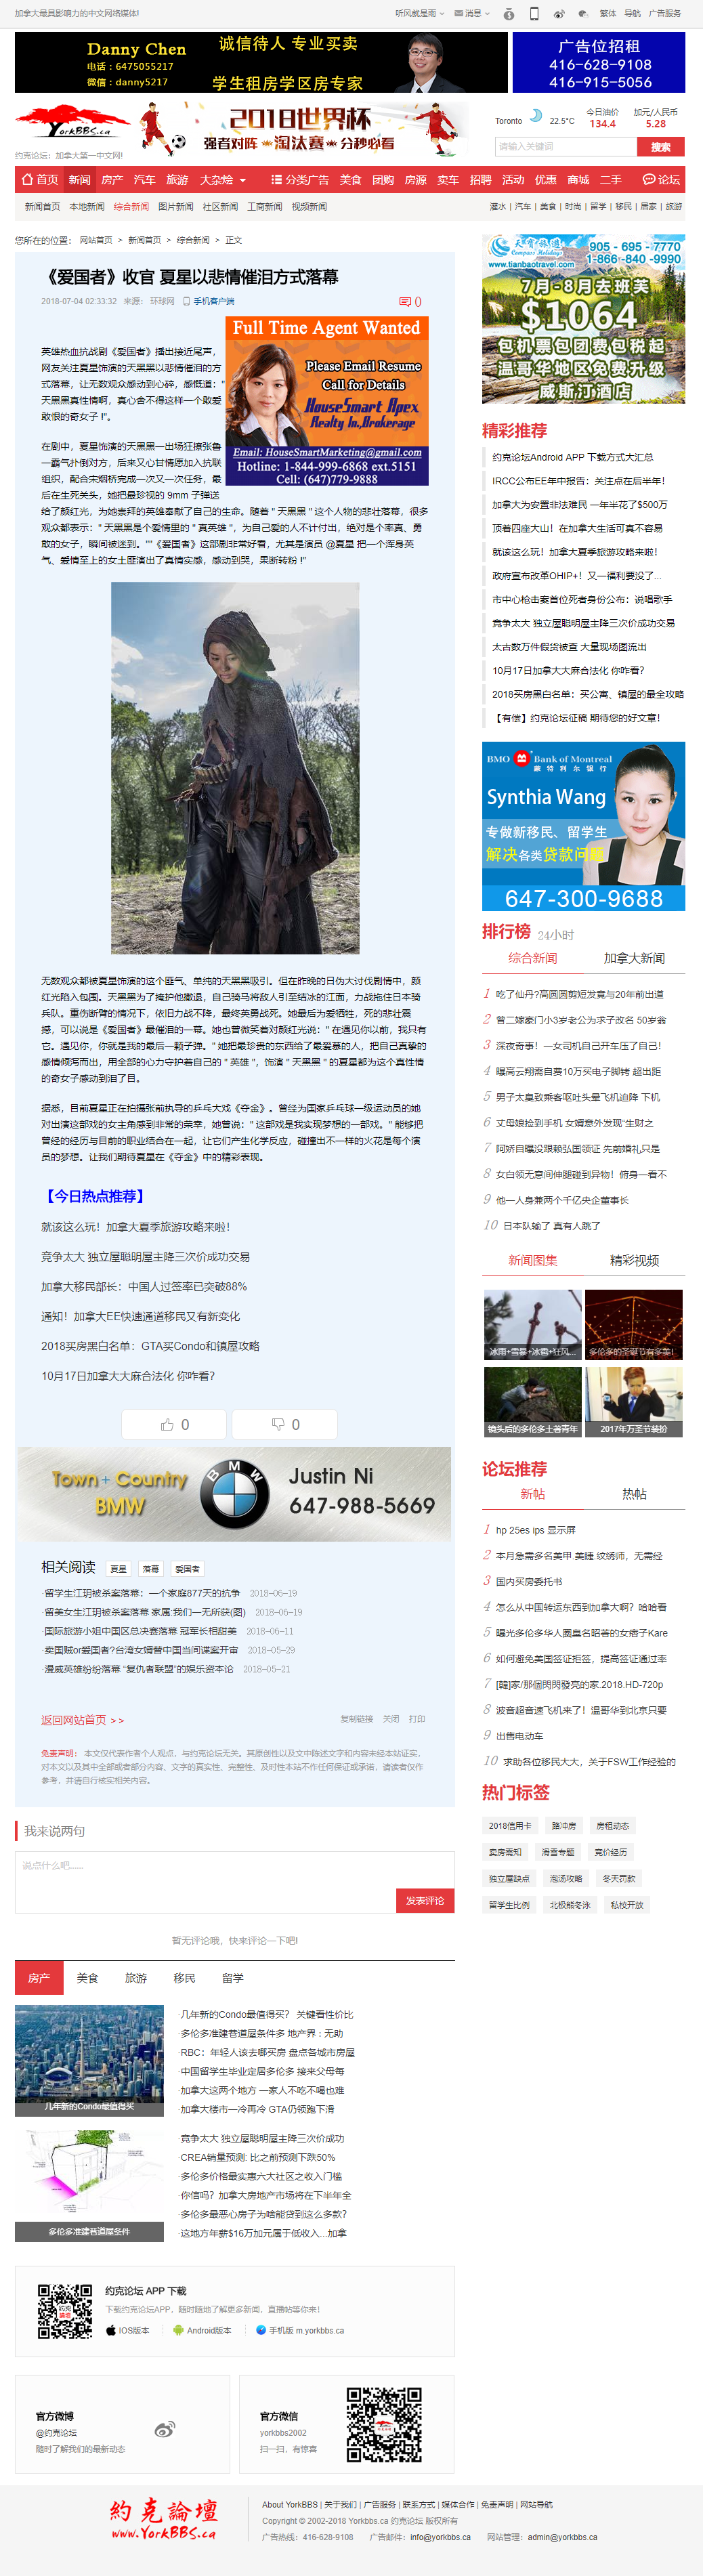 加拿大最具影响力的中文网络媒体!
听风就是雨
消息
繁体 导航 广告服务
Danny Chen
电话：6475055217
微信：danny5217
诚信待人 专业买卖
学生租房学区房专家
广告位招租
416-628-9108
416-915-5056
YorkBBS.ca
约克论坛：加拿大第一中文网!
2018世界杯
强者对阵 淘汰赛 分秒必看
Toronto 22.5°C
今日油价
134.4
加元/人民币
5.28
请输入关键词
搜索
首页 新闻 房产 汽车 旅游 大杂烩 分类广告 美食 团购 房源 卖车 招聘 活动 优惠 商城 二手 论坛
新闻首页 本地新闻 综合新闻 图片新闻 社区新闻 工商新闻 视频新闻
灌水 | 汽车 | 美食 | 时尚 | 留学 | 移民 | 居家 | 旅游
您所在的位置： 网站首页 > 新闻首页 > 综合新闻 > 正文
《爱国者》收官 夏星以悲情催泪方式落幕
2018-07-04 02:33:32 来源： 环球网 手机客户端
0
英雄热血抗战剧《爱国者》播出接近尾声，
网友关注夏星饰演的天黑黑以悲情催泪的方
式落幕，让无数观众感动到心碎，感慨道："
天黑黑真性情啊，真心舍不得这样一个敢爱
敢恨的奇女子 !"。
Full Time Agent Wanted
Please Email Resume
Call for Details
HouseSmart Apex
Realty In,Brokerage
Email: HouseSmartMarketing@gmail.com
Hotline: 1-844-999-6868 ext.5151
Cell: (647)779-9888
在剧中，夏星饰演的天黑黑一出场狂撩张鲁
一霸气扑倒对方，后来又心甘情愿加入抗联
组织，配合宋烟桥完成一次又一次任务，最
后在生死关头，她把最珍视的 9mm 子弹送
给了颜红光，为她崇拜的英雄奉献了自己的生命。随着 " 天黑黑 " 这个人物的悲壮落幕，很多
观众都表示：" 天黑黑是个爱情里的 " 真英雄 "，为自己爱的人不计付出，绝对是个率真、勇
敢的女子，瞬间被迷到。""《爱国者》这部剧非常好看，尤其是演员 @夏星 把一个浑身英
气、爱情至上的女土匪演出了真情实感，感动到哭，果断转粉 !"
无数观众都被夏星饰演的这个匪气、单纯的天黑黑吸引。但在昨晚的日伪大讨伐剧情中，颜
红光陷入包围。天黑黑为了掩护他撤退，自己骑马将敌人引至结冰的江面，力战拖住日本骑
兵队。重伤断臂的情况下，依旧力战不降，最终英勇战死。她最后为爱牺牲，死的悲壮震
撼，可以说是《爱国者》最催泪的一幕。她也曾微笑着对颜红光说：" 在遇见你以前，我只有
它。遇见你，你就是我的最后一颗子弹。" 她把最珍贵的东西给了最爱慕的人，把自己真挚的
感情倾泻而出，用全部的心力守护着自己的 " 英雄 "，饰演 " 天黑黑 " 的夏星都为这个真性情
的奇女子感动到泪了目。
据悉，目前夏星正在拍摄张前执导的乒乓大戏《夺金》。曾经为国家乒乓球一级运动员的她
对出演这部戏的女主角感到非常的荣幸，她曾说：" 这部戏是我实现梦想的一部戏。" 能够把
曾经的经历与目前的职业结合在一起，让它们产生化学反应，碰撞出不一样的火花是每个演
员的梦想。让我们期待夏星在《夺金》中的精彩表现。
【今日热点推荐】
就该这么玩！加拿大夏季旅游攻略来啦！
竞争太大 独立屋聪明屋主降三次价成功交易
加拿大移民部长：中国人过签率已突破88%
通知！加拿大EE快速通道移民又有新变化
2018买房黑白名单：GTA买Condo和镇屋攻略
10月17日加拿大大麻合法化 你咋看?
0 0
Town + Country
BMW
BMW
Justin Ni
647-988-5669
相关阅读 夏星 落幕 爱国者
·留学生江玥被杀案落幕：一个家庭877天的抗争 2018-06-19
·留美女生江玥被杀案落幕 家属:我们一无所获(图) 2018-06-19
·国际旅游小姐中国区总决赛落幕 冠军长相甜美 2018-06-11
·卖国贼or爱国者?台湾女婿替中国当间谍案开审 2018-05-29
·漫威英雄纷纷落幕 "复仇者联盟"的娱乐资本论 2018-05-21
返回网站首页 >>
复制链接 关闭 打印
免责声明： 本文仅代表作者个人观点，与约克论坛无关。其原创性以及文中陈述文字和内容未经本站证实，
对本文以及其中全部或者部分内容、文字的真实性、完整性、及时性本站不作任何保证或承诺，请读者仅作
参考，并请自行核实相关内容。
我来说两句
说点什么吧......
发表评论
暂无评论哦，快来评论一下吧!
房产 美食 旅游 移民 留学
几年新的Condo最值得买
·几年新的Condo最值得买? 关键看性价比
·多伦多准建巷道屋条件多 地产界：无助
·RBC：年轻人该去哪买房 盘点各城市房屋
·中国留学生毕业定居多伦多 接来父母每
·加拿大这两个地方 一家人不吃不喝也难
·加拿大楼市一冷再冷 GTA仍领跑下滑
多伦多准建巷道屋条件
·竞争太大 独立屋聪明屋主降三次价成功
·CREA销量预测: 比之前预测下跌50%
·多伦多价格最实惠六大社区之收入门槛
·你信吗? 加拿大房地产市场将在下半年全
·多伦多最恶心房子为啥能贷到这么多款?
·这地方年薪$16万加元属于低收入...加拿
约克论坛 APP 下载
下载约克论坛APP，随时随地了解更多新闻，直播帖等你来！
IOS版本 Android版本 手机版 m.yorkbbs.ca
官方微博
@约克论坛
随时了解我们的最新动态
官方微信
yorkbbs2002
扫一扫，有惊喜
天寶旅游
Compass Holidays
905 - 695 - 7770
1-866-840 -9990
www.tianbaotravel.com
7月-8月去班芙
$1064
包机票包团费包税起
温哥华地区免费升级
威斯汀酒店
精彩推荐
约克论坛Android APP 下载方式大汇总
IRCC公布EE年中报告：关注点在后半年!
加拿大为安置非法难民 一年半花了$500万
顶着四座大山！在加拿大生活可真不容易
就该这么玩！加拿大夏季旅游攻略来啦！
政府宣布改革OHIP+！又一福利要没了...
市中心枪击案首位死者身份公布：说唱歌手
竞争太大 独立屋聪明屋主降三次价成功交易
太古数万件假货被查 大量现场图流出
10月17日加拿大大麻合法化 你咋看?
2018买房黑白名单：买公寓、镇屋的最全攻略
【有偿】约克论坛征稿 期待您的好文章！
BMO Bank of Montreal
蒙特利尔银行
Synthia Wang
专做新移民、留学生
解决各类贷款问题
647-300-9688
排行榜 24小时
综合新闻 加拿大新闻
1 吃了仙丹?高圆圆剪短发竟与20年前出道
2 曾二嫁豪门小3岁老公为求子改名 50岁翁
3 深夜奇事！一女司机自己开车压了自己!
4 曝高云翔需自费10万买电子脚铐 超出距
5 男子太臭致乘客呕吐头晕飞机迫降 下机
6 丈母娘捡到手机 女婿意外发现"生财之
7 阿娇自曝没跟赖弘国领证 先前婚礼只是
8 女白领无意间伸腿碰到异物！俯身一看不
9 他一人身兼两个千亿央企董事长
10 日本队输了 真有人跳了
新闻图集 精彩视频
冰雨+雪暴+冰雹+狂风...
多伦多的圣诞节有多美!
镜头后的多伦多土著青年
2017年万圣节装扮
论坛推荐
新帖 热帖
1 hp 25es ips 显示屏
2 本月急需多名美甲.美睫.纹绣师，无需经
3 国内买房委托书
4 怎么从中国转运东西到加拿大啊? 哈哈看
5 曝光多伦多华人圈臭名昭著的女痞子Kare
6 如何避免美国签证拒签，提高签证通过率
7 [韓]家/那個閃閃發亮的家.2018.HD-720p
8 波音超音速飞机来了！温哥华到北京只要
9 出售电动车
10 求助各位移民大大，关于FSW工作经验的
热门标签
2018信用卡 路冲房 房租动态
卖房需知 滑雪专题 竞价经历
独立屋缺点 泡汤攻略 冬天罚款
留学生比例 北极熊冬泳 私校开放
约克論壇
www.YorkBBS.ca
About YorkBBS | 关于我们 | 广告服务 | 联系方式 | 媒体合作 | 免责声明 | 网站导航
Copyright © 2002-2018 Yorkbbs.ca 约克论坛 版权所有
广告热线：416-628-9108 广告邮件：info@yorkbbs.ca 网站管理：admin@yorkbbs.ca